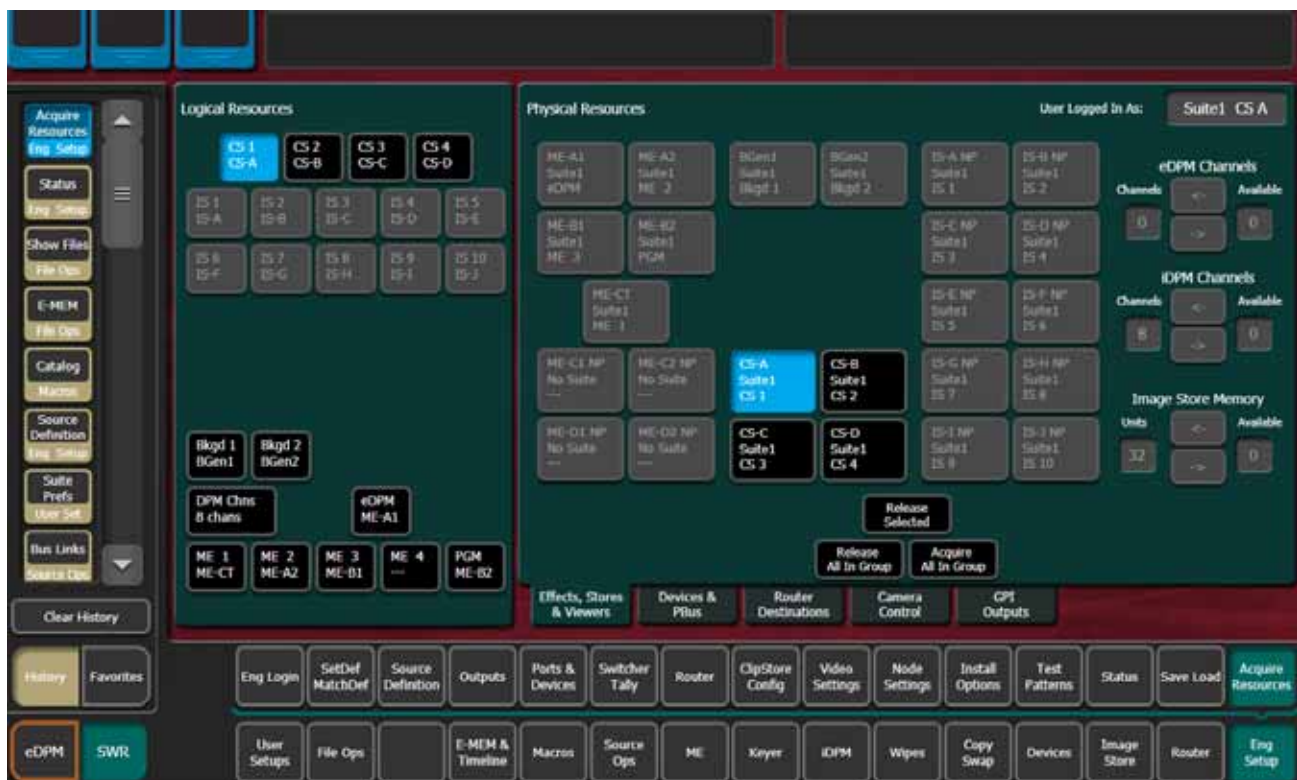 Acquire
Resources
Eng Setup
Status
Eng Setup
Show Files
File Ops
E-MEM
File Ops
Catalog
Macros
Source
Definition
Eng Setup
Suite
Prefs
User Set
Bus Links
Source Ops
Clear History
History
Favorites
eDPM
SWR
Logical Resources
CS 1
CS-A
CS 2
CS-B
CS 3
CS-C
CS 4
CS-D
IS 1
IS-A
IS 2
IS-B
IS 3
IS-C
IS 4
IS-D
IS 5
IS-E
IS 6
IS-F
IS 7
IS-G
IS 8
IS-H
IS 9
IS-I
IS 10
IS-J
Bkgd 1
BGen1
Bkgd 2
BGen2
DPM Chns
8 chans
eDPM
ME-A1
ME 1
ME-CT
ME 2
ME-A2
ME 3
ME-B1
ME 4
---
PGM
ME-B2
Physical Resources
User Logged In As:
Suite1 CS A
ME-A1
Suite1
eDPM
ME-A2
Suite1
ME 2
BGen1
Suite1
Bkgd 1
BGen2
Suite1
Bkgd 2
IS-A NP
Suite1
IS 1
IS-B NP
Suite1
IS 2
ME-B1
Suite1
ME 3
ME-B2
Suite1
PGM
IS-C NP
Suite1
IS 3
IS-D NP
Suite1
IS 4
ME-CT
Suite1
ME 1
IS-E NP
Suite1
IS 5
IS-F NP
Suite1
IS 6
ME-C1 NP
No Suite
---
ME-C2 NP
No Suite
---
CS-A
Suite1
CS 1
CS-B
Suite1
CS 2
IS-G NP
Suite1
IS 7
IS-H NP
Suite1
IS 8
ME-D1 NP
No Suite
---
ME-D2 NP
No Suite
---
CS-C
Suite1
CS 3
CS-D
Suite1
CS 4
IS-I NP
Suite1
IS 9
IS-J NP
Suite1
IS 10
eDPM Channels
Channels
Available
0
<-
->
0
iDPM Channels
Channels
Available
8
<-
->
0
Image Store Memory
Units
Available
32
<-
->
0
Release
Selected
Release
All In Group
Acquire
All In Group
Effects, Stores
& Viewers
Devices &
PBus
Router
Destinations
Camera
Control
GPI
Outputs
Eng Login
SetDef
MatchDef
Source
Definition
Outputs
Ports &
Devices
Switcher
Tally
Router
ClipStore
Config
Video
Settings
Node
Settings
Install
Options
Test
Patterns
Status
Save Load
Acquire
Resources
User
Setups
File Ops
E-MEM &
Timeline
Macros
Source
Ops
ME
Keyer
iDPM
Wipes
Copy
Swap
Devices
Image
Store
Router
Eng
Setup